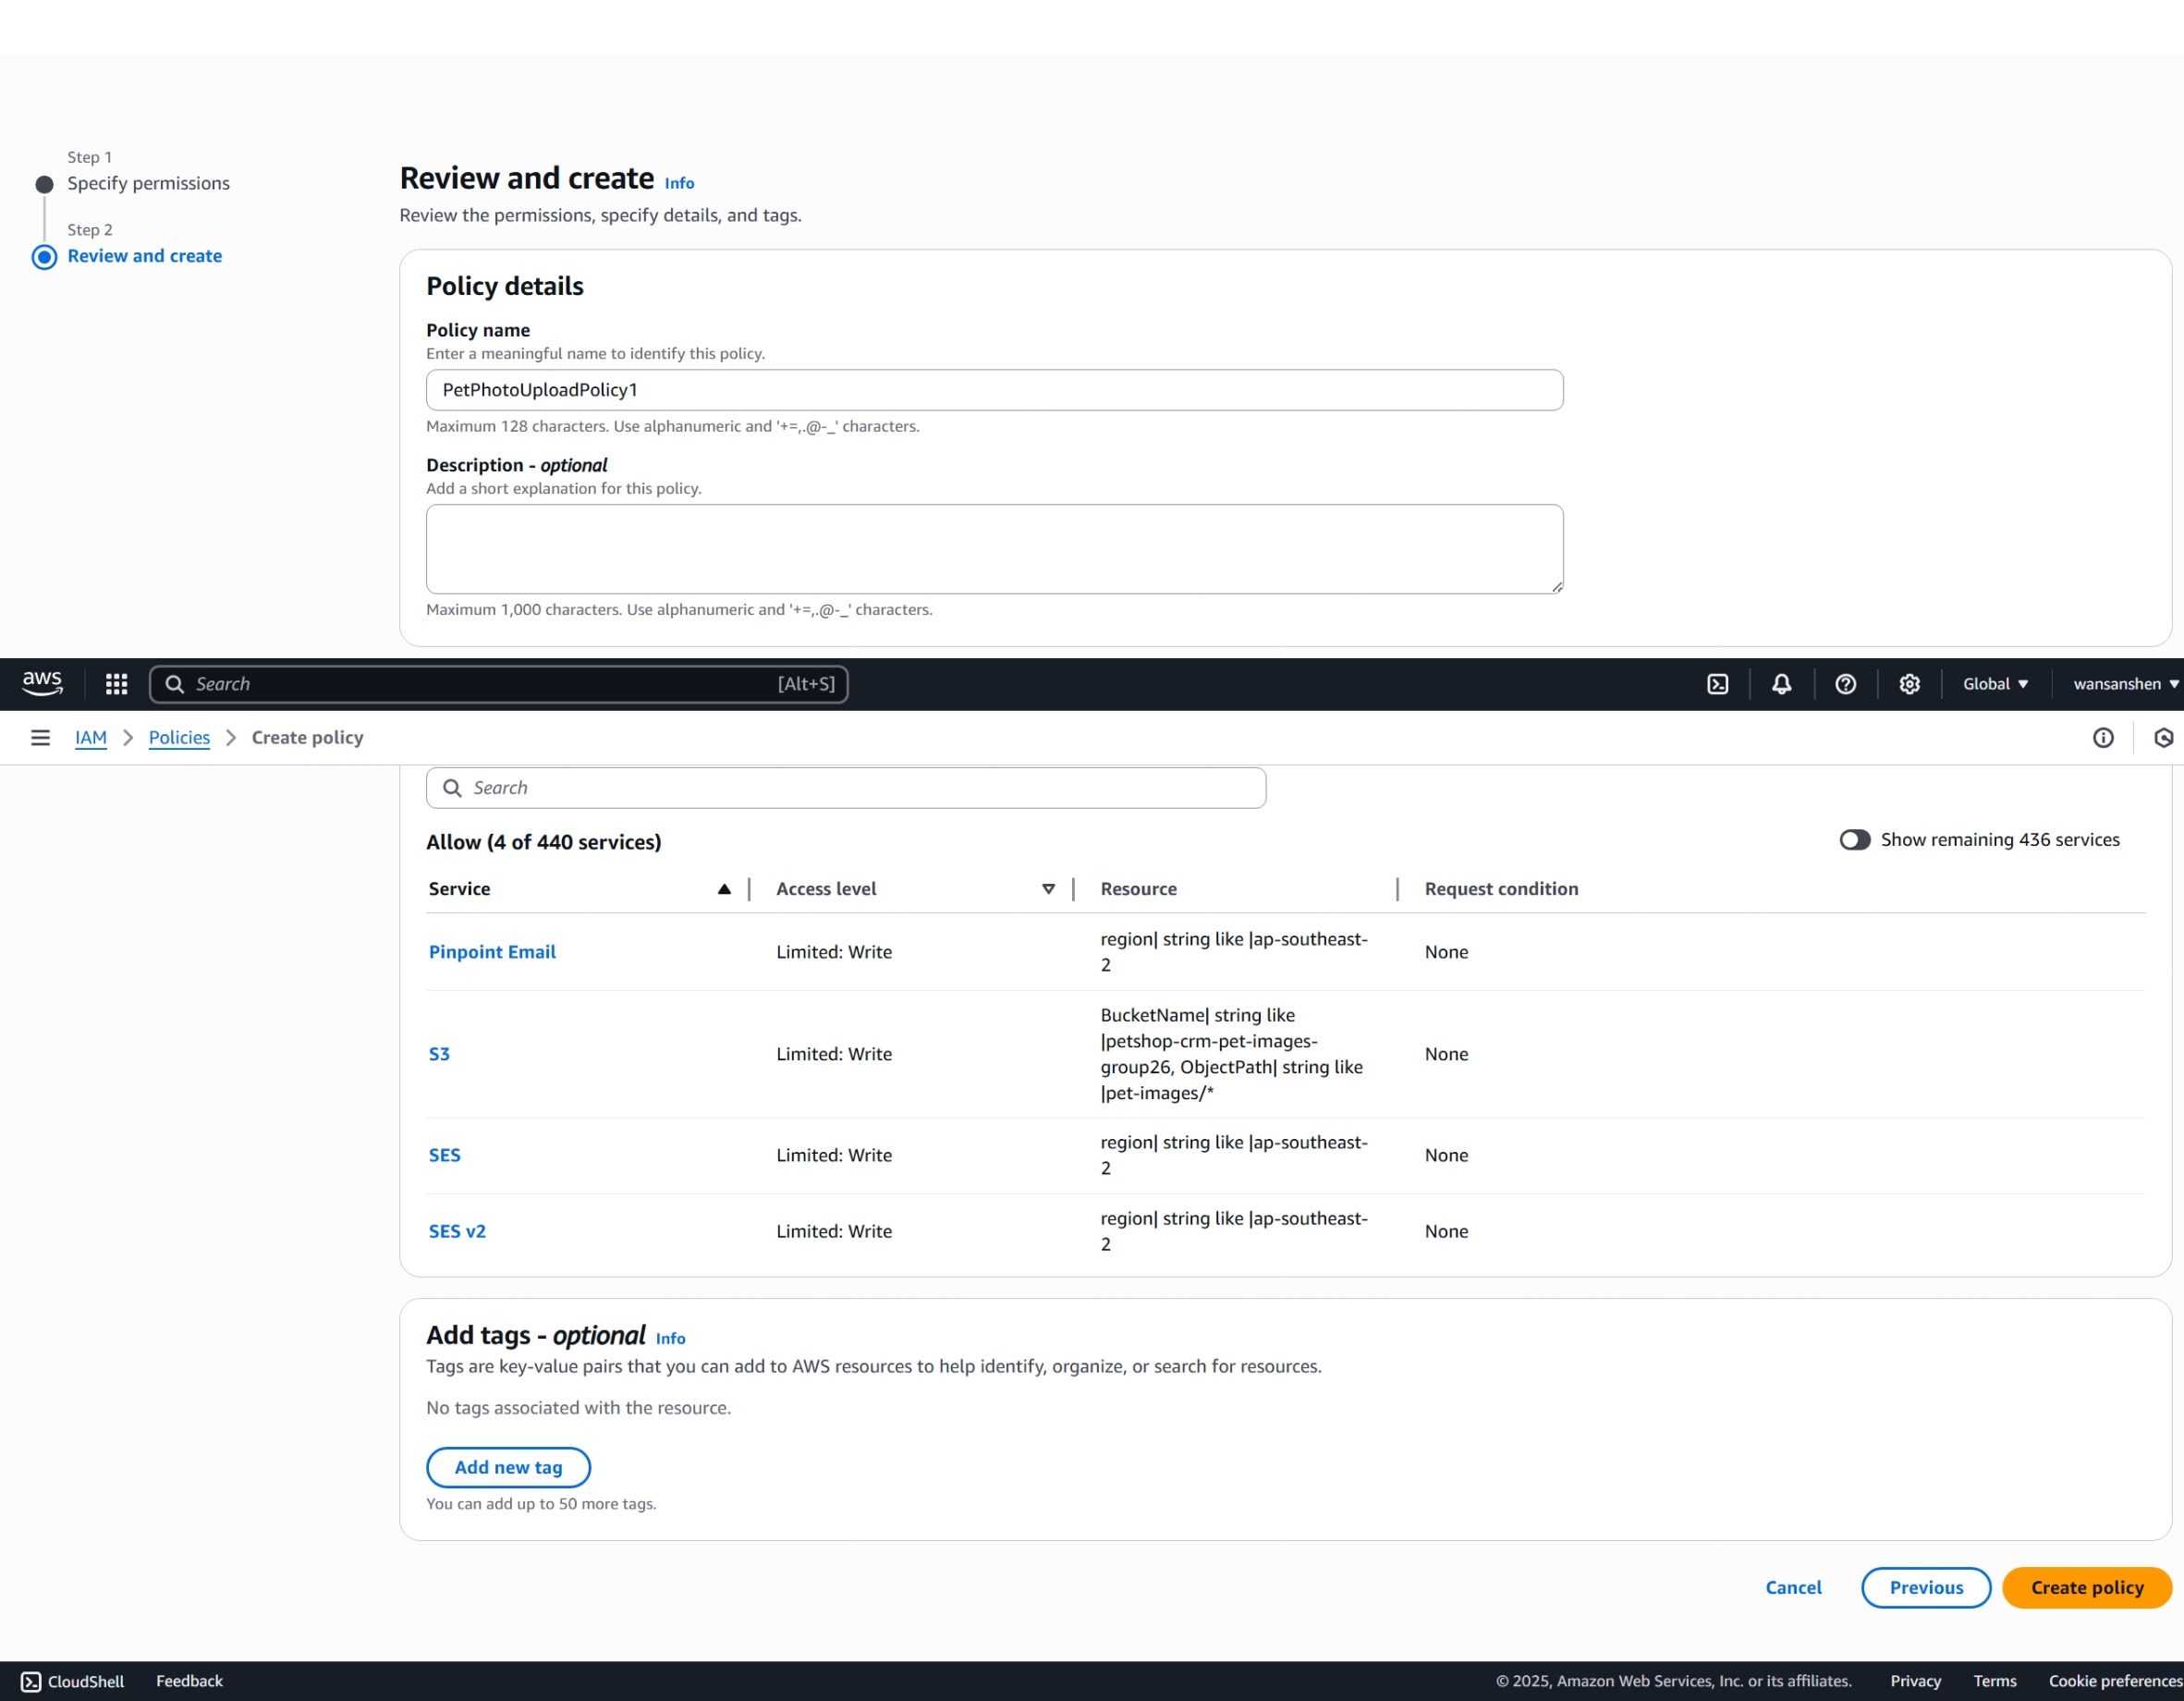 Step 1
Specify permissions
Step 2
Review and create
Review and create Info
Review the permissions, specify details, and tags.
Policy details
Policy name
Enter a meaningful name to identify this policy.
PetPhotoUploadPolicy1
Maximum 128 characters. Use alphanumeric and '+=,.@-_' characters.
Description - optional
Add a short explanation for this policy.
Maximum 1,000 characters. Use alphanumeric and '+=,.@-_' characters.
aws Search [Alt+S] Global wansanshen
IAM > Policies > Create policy
Search
Allow (4 of 440 services) Show remaining 436 services
Service Access level Resource Request condition
Pinpoint Email Limited: Write region| string like |ap-southeast-
2 None
S3 Limited: Write BucketName| string like
|petshop-crm-pet-images-
group26, ObjectPath| string like
|pet-images/* None
SES Limited: Write region| string like |ap-southeast-
2 None
SES v2 Limited: Write region| string like |ap-southeast-
2 None
Add tags - optional Info
Tags are key-value pairs that you can add to AWS resources to help identify, organize, or search for resources.
No tags associated with the resource.
Add new tag
You can add up to 50 more tags.
Cancel Previous Create policy
CloudShell Feedback © 2025, Amazon Web Services, Inc. or its affiliates. Privacy Terms Cookie preferences